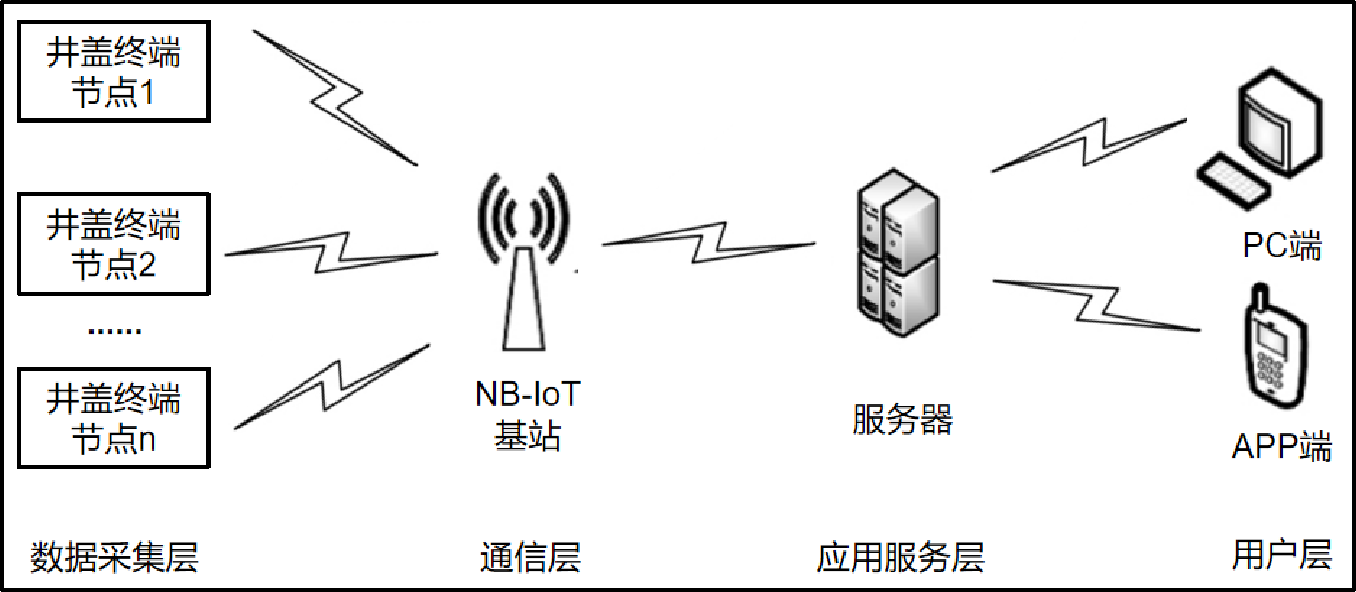 井盖终端
节点1
井盖终端
节点2
......
井盖终端
节点n
NB-IoT
基站
服务器
PC端
APP端
数据采集层
通信层
应用服务层
用户层